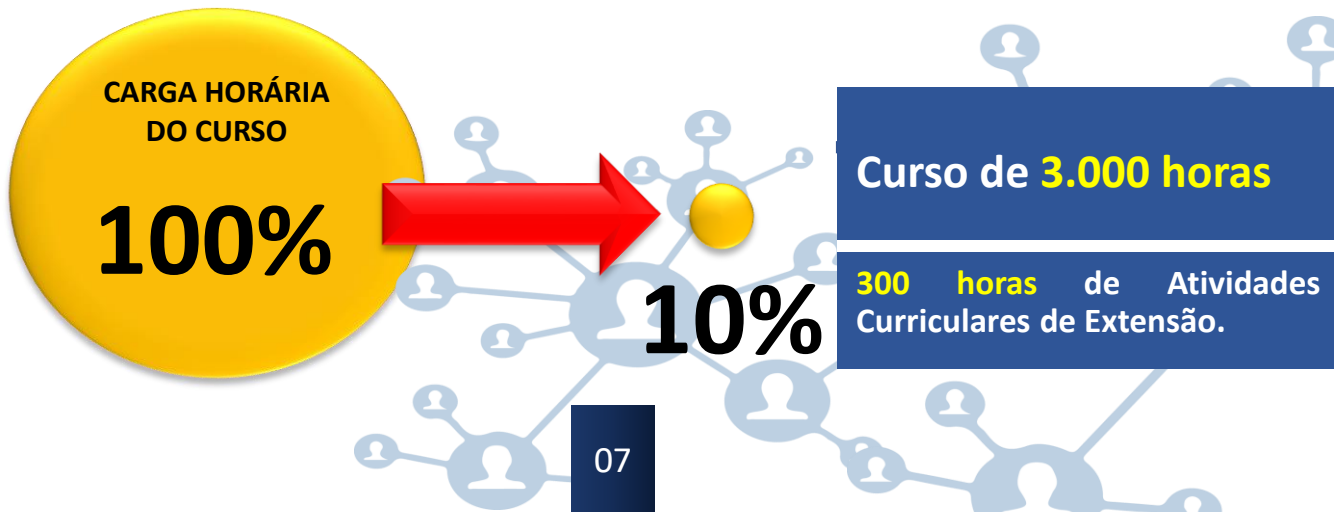 CARGA HORÁRIA
DO CURSO
100%
10%
Curso de 3.000 horas
300 horas de Atividades
Curriculares de Extensão.
07